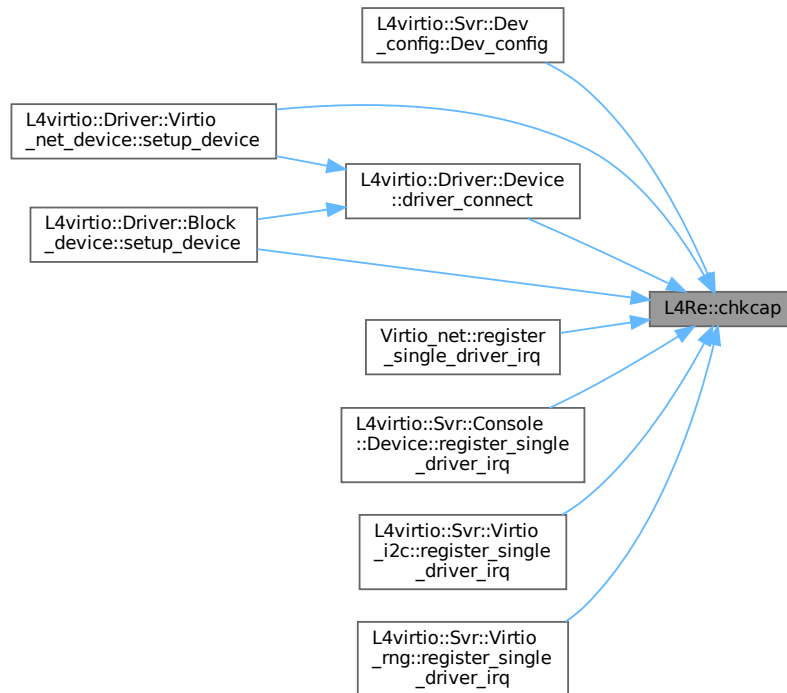 L4virtio::Svr::Dev
_config::Dev_config
L4virtio::Driver::Virtio
_net_device::setup_device
L4virtio::Driver::Device
::driver_connect
L4virtio::Driver::Block
_device::setup_device
L4Re::chkcap
Virtio_net::register
_single_driver_irq
L4virtio::Svr::Console
::Device::register_single
_driver_irq
L4virtio::Svr::Virtio
_i2c::register_single
_driver_irq
L4virtio::Svr::Virtio
_rng::register_single
_driver_irq